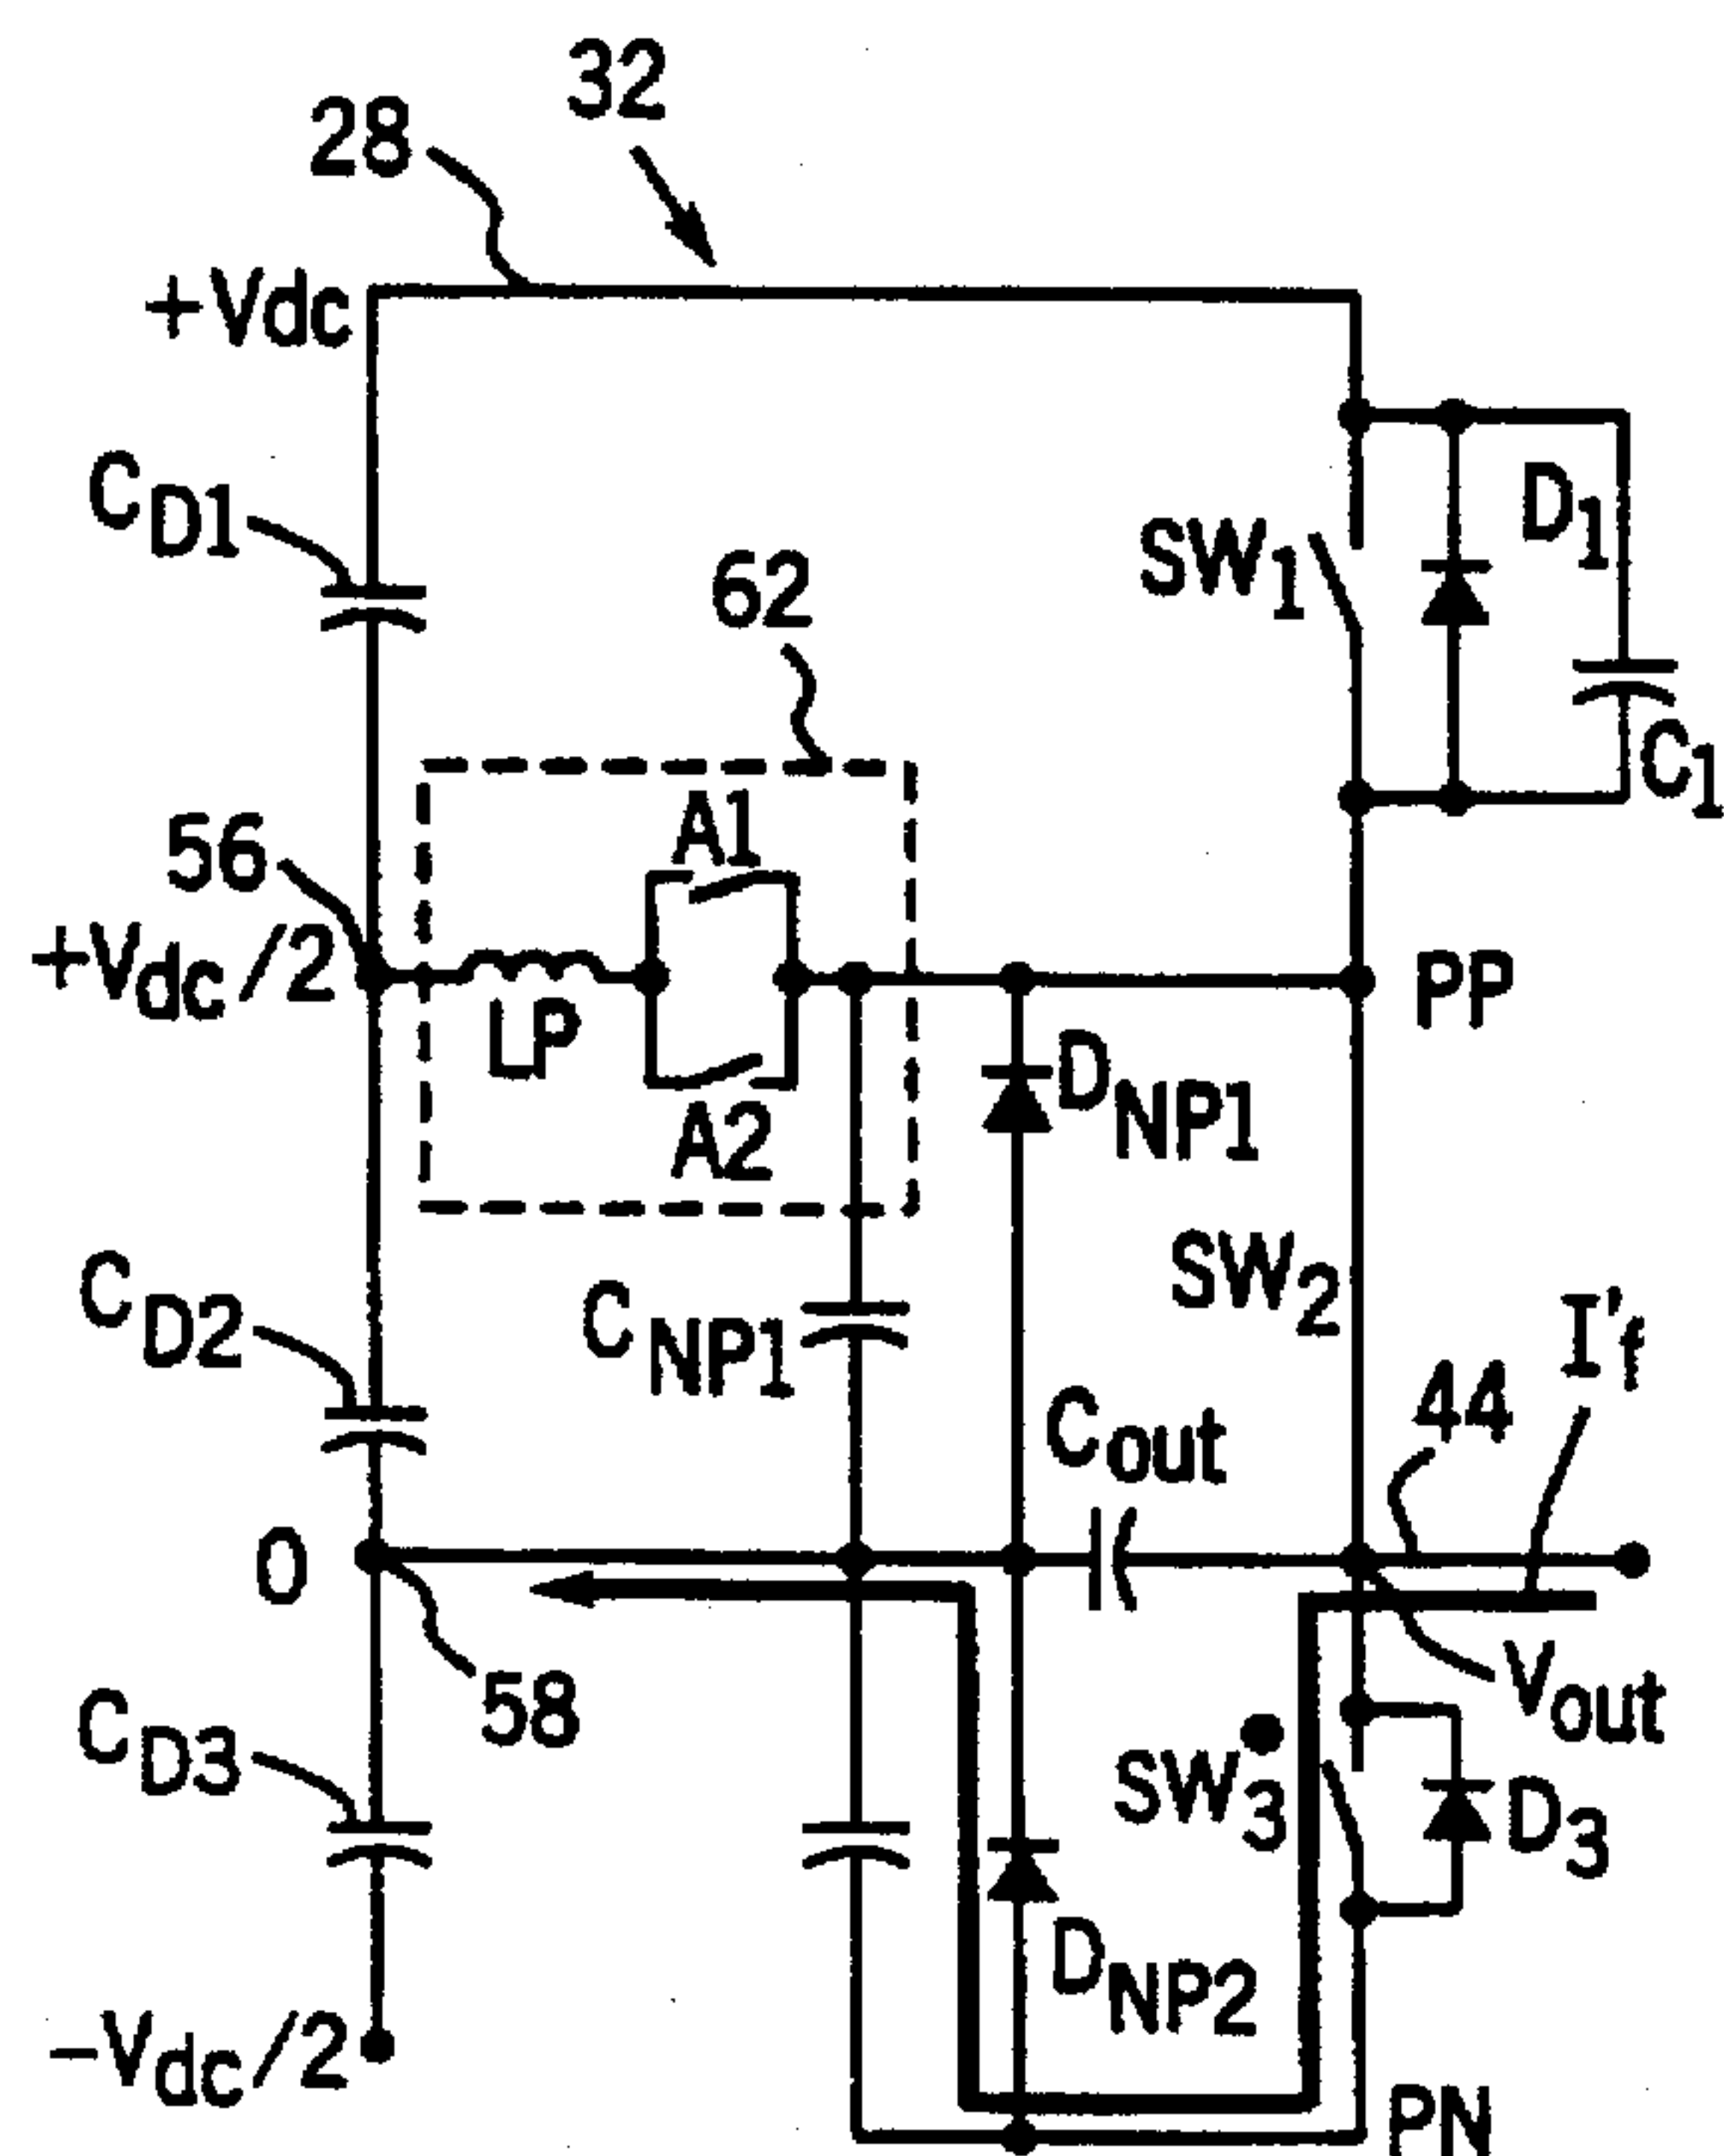 32
28
+Vdc
CD1
D1
SW1
62
C1
A1
56
+Vdc/2
PP
LP
DNP1
A2
SW2
CD2
CNP1
I'f
44
Cout
0
58
Vout
CD3
SW3
D3
DNP2
-Vdc/2
PN